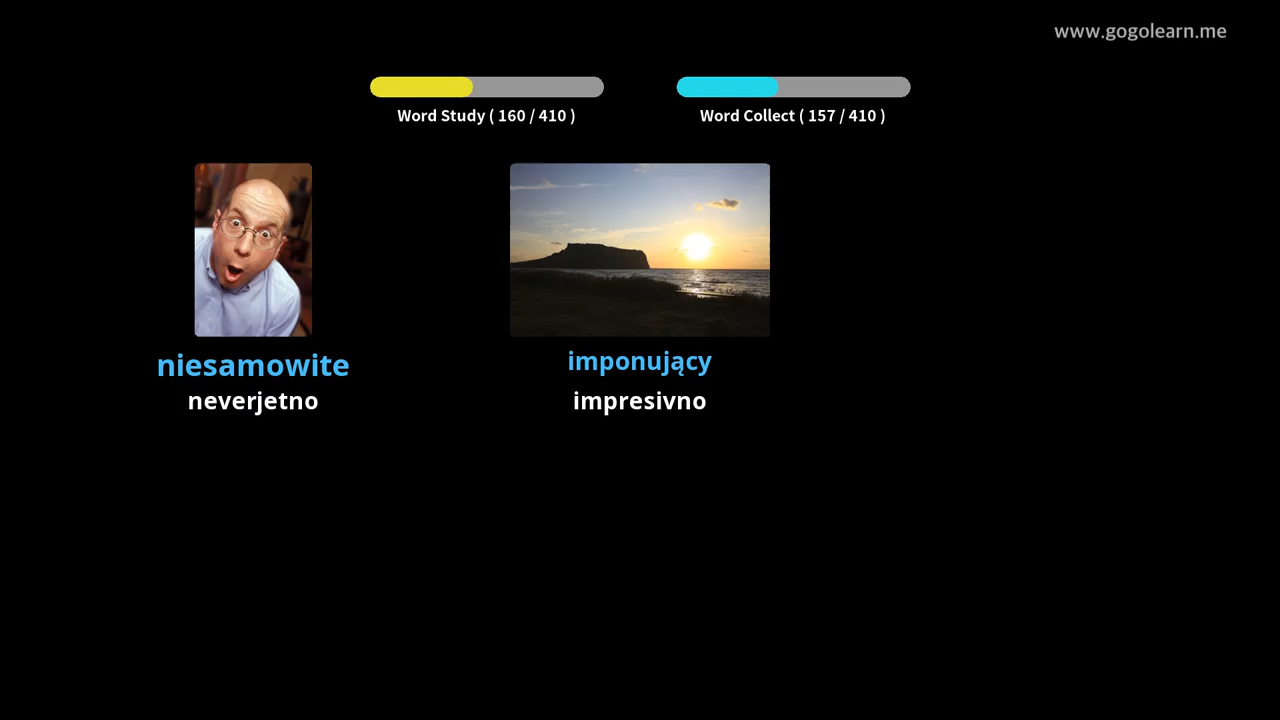 www.gogolearn.me
Word Study ( 160 / 410 )
Word Collect ( 157 / 410 )
niesamowite
neverjetno
imponujący
impresivno